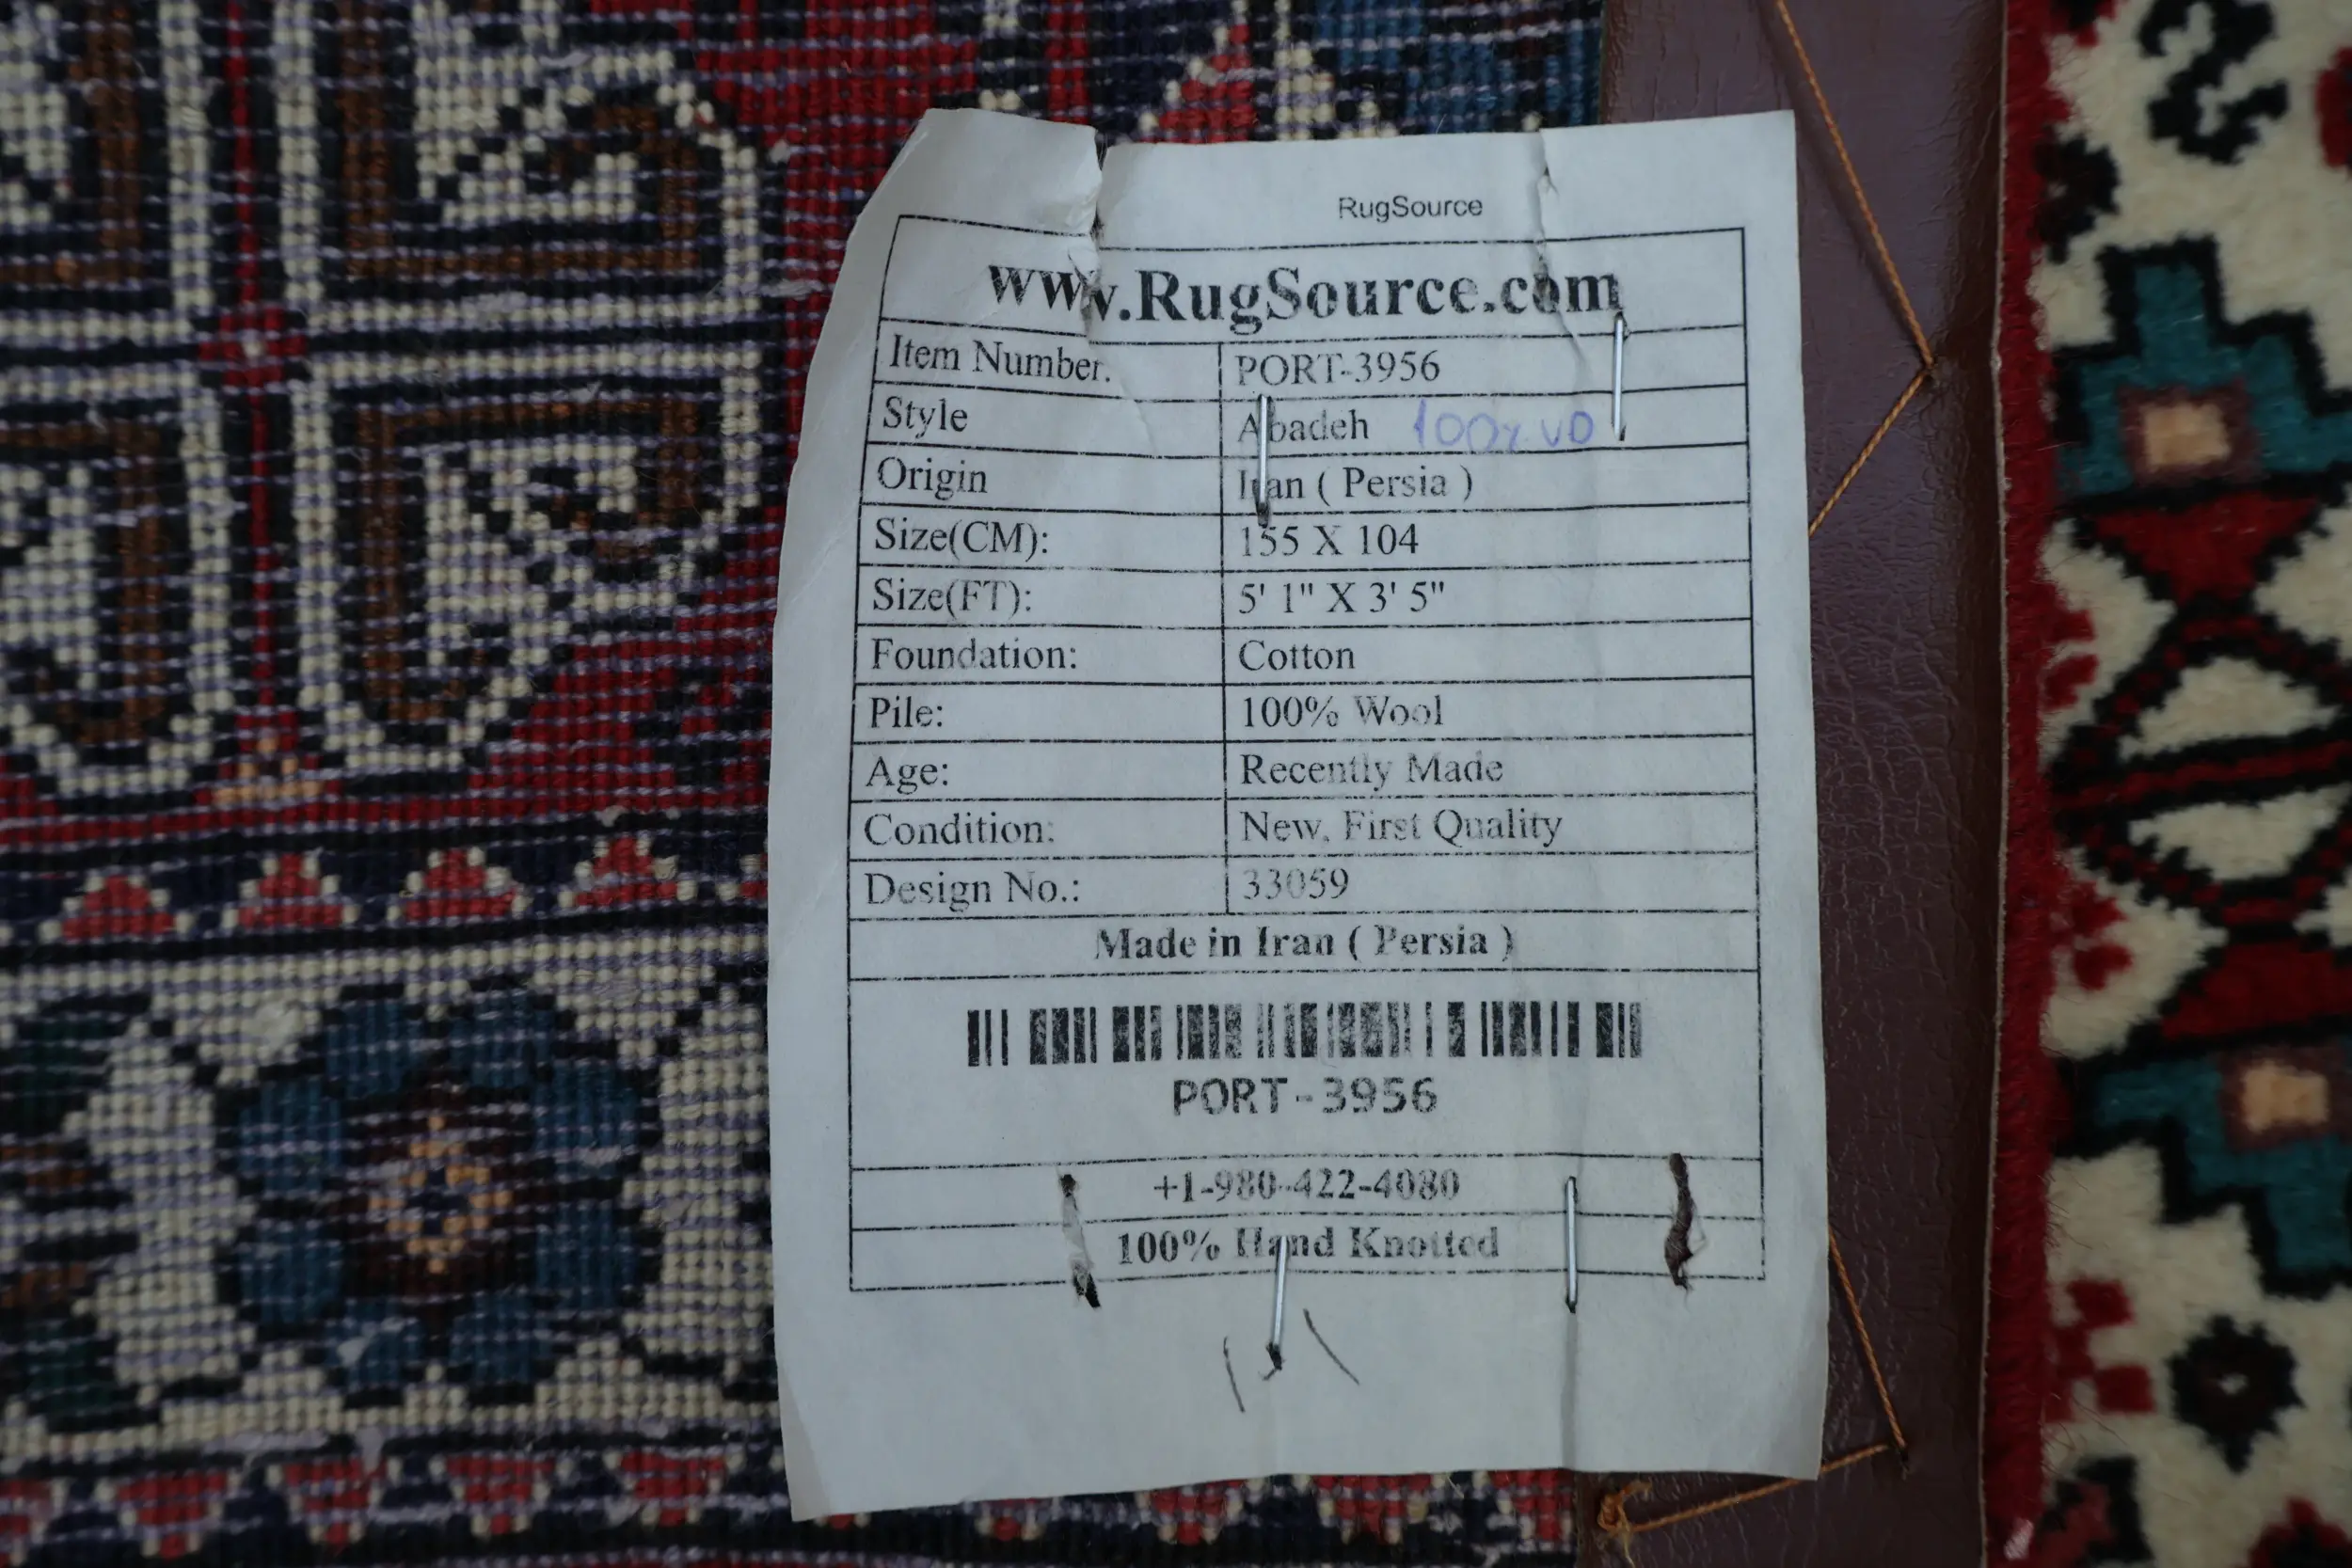 RugSource
www.RugSource.com
Item Number. PORT-3956
Style Abadeh
Origin Iran ( Persia )
Size(CM): 155 X 104
Size(FT): 5' 1" X 3' 5"
Foundation: Cotton
Pile: 100% Wool
Age: Recently Made
Condition: New, First Quality
Design No.: 33059
Made in Iran ( Persia )
PORT-3956
+1-980-422-4080
100% Hand Knotted